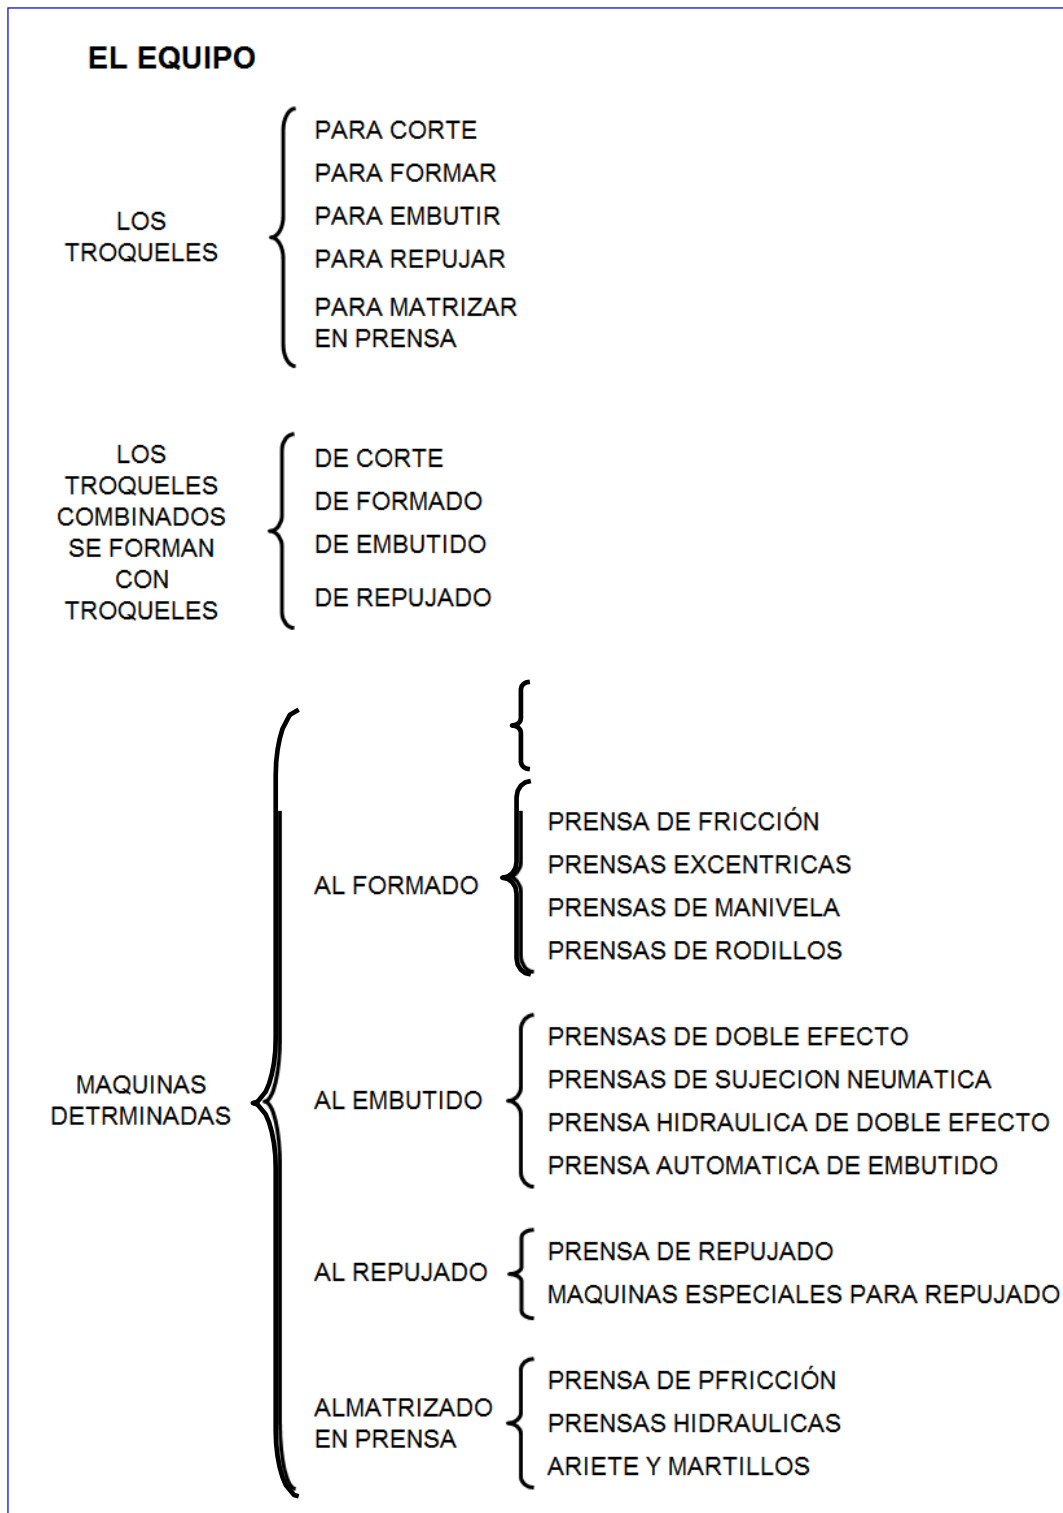 EL EQUIPO
LOS
TROQUELES
PARA CORTE
PARA FORMAR
PARA EMBUTIR
PARA REPUJAR
PARA MATRIZAR
EN PRENSA
LOS
TROQUELES
COMBINADOS
SE FORMAN
CON
TROQUELES
DE CORTE
DE FORMADO
DE EMBUTIDO
DE REPUJADO
MAQUINAS
DETRMINADAS
AL FORMADO
PRENSA DE FRICCIÓN
PRENSAS EXCENTRICAS
PRENSAS DE MANIVELA
PRENSAS DE RODILLOS
AL EMBUTIDO
PRENSAS DE DOBLE EFECTO
PRENSAS DE SUJECION NEUMATICA
PRENSA HIDRAULICA DE DOBLE EFECTO
PRENSA AUTOMATICA DE EMBUTIDO
AL REPUJADO
PRENSA DE REPUJADO
MAQUINAS ESPECIALES PARA REPUJADO
ALMATRIZADO
EN PRENSA
PRENSA DE PFRICCIÓN
PRENSAS HIDRAULICAS
ARIETE Y MARTILLOS